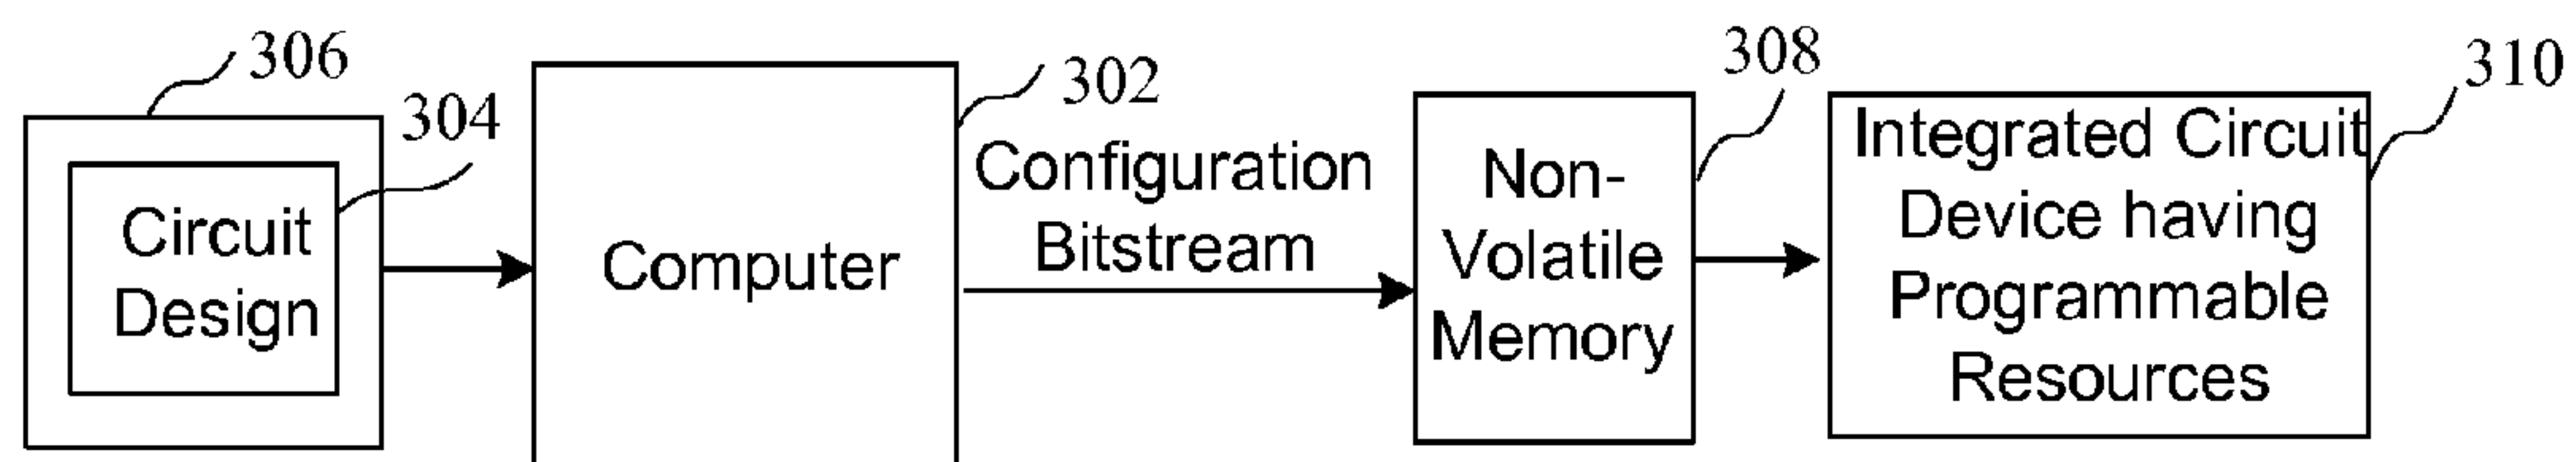 306
304
Circuit
Design
302
Computer
Configuration
Bitstream
308
Non-
Volatile
Memory
310
Integrated Circuit
Device having
Programmable
Resources